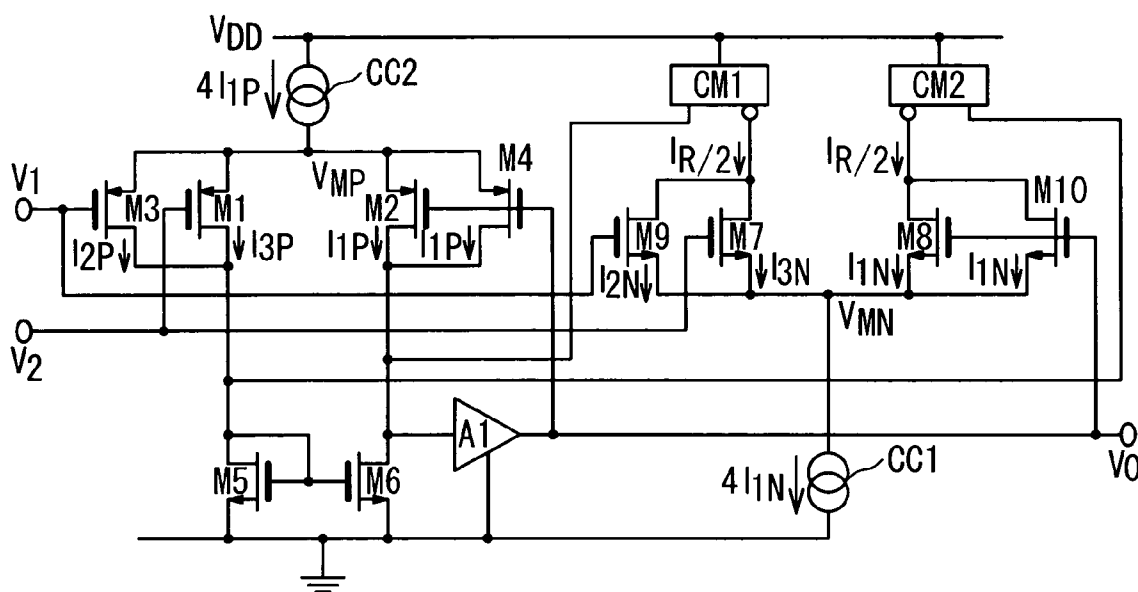 VDD
4I1P CC2
CM1 CM2
V1 M3 M1 VMP M2 M4
IR/2 IR/2
M9 M7 M8 M10
I2P I3P I1P I1P
I2N I3N I1N I1N
V2
VMN
A1
M5 M6
4I1N CC1
VO